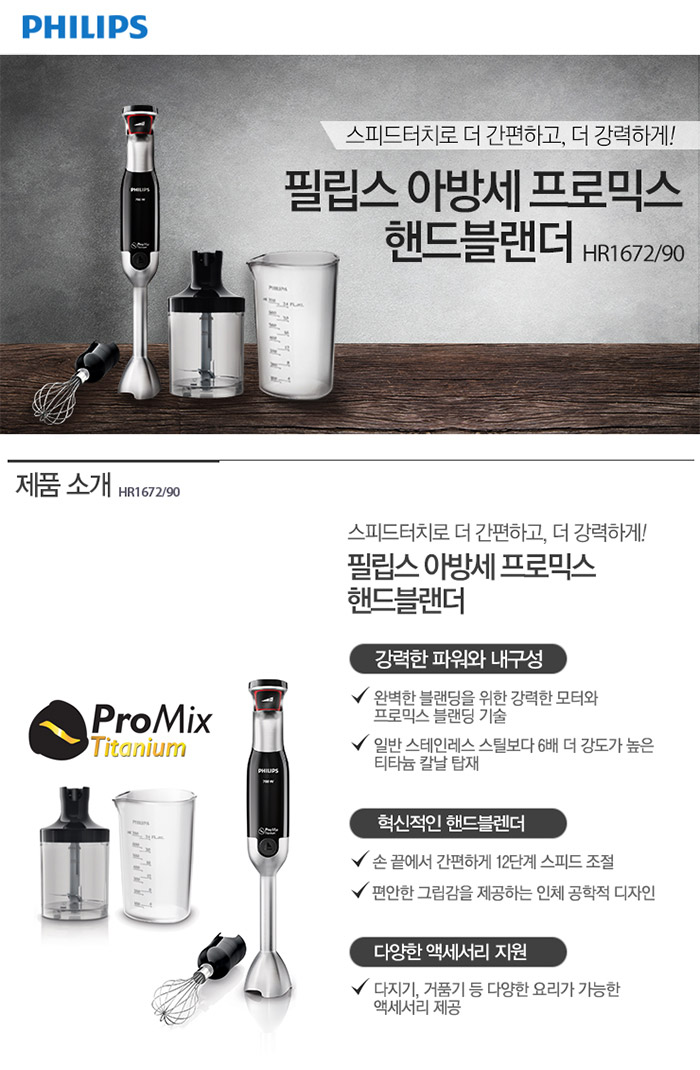 PHILIPS
스피드터치로 더 간편하고, 더 강력하게!
필립스 아방세 프로믹스
핸드블랜더 HR1672/90
PHILIPS
700 W
ProMix
PHILIPS
제품 소개 HR1672/90
스피드터치로 더 간편하고, 더 강력하게!
필립스 아방세 프로믹스
핸드블랜더
강력한 파워와 내구성
완벽한 블랜딩을 위한 강력한 모터와
프로믹스 블랜딩 기술
일반 스테인레스 스틸보다 6배 더 강도가 높은
티타늄 칼날 탑재
ProMix
Titanium
PHILIPS
700 W
ProMix
Titanium
PHILIPS
혁신적인 핸드블렌더
손 끝에서 간편하게 12단계 스피드 조절
편안한 그립감을 제공하는 인체 공학적 디자인
다양한 액세서리 지원
다지기, 거품기 등 다양한 요리가 가능한
액세서리 제공